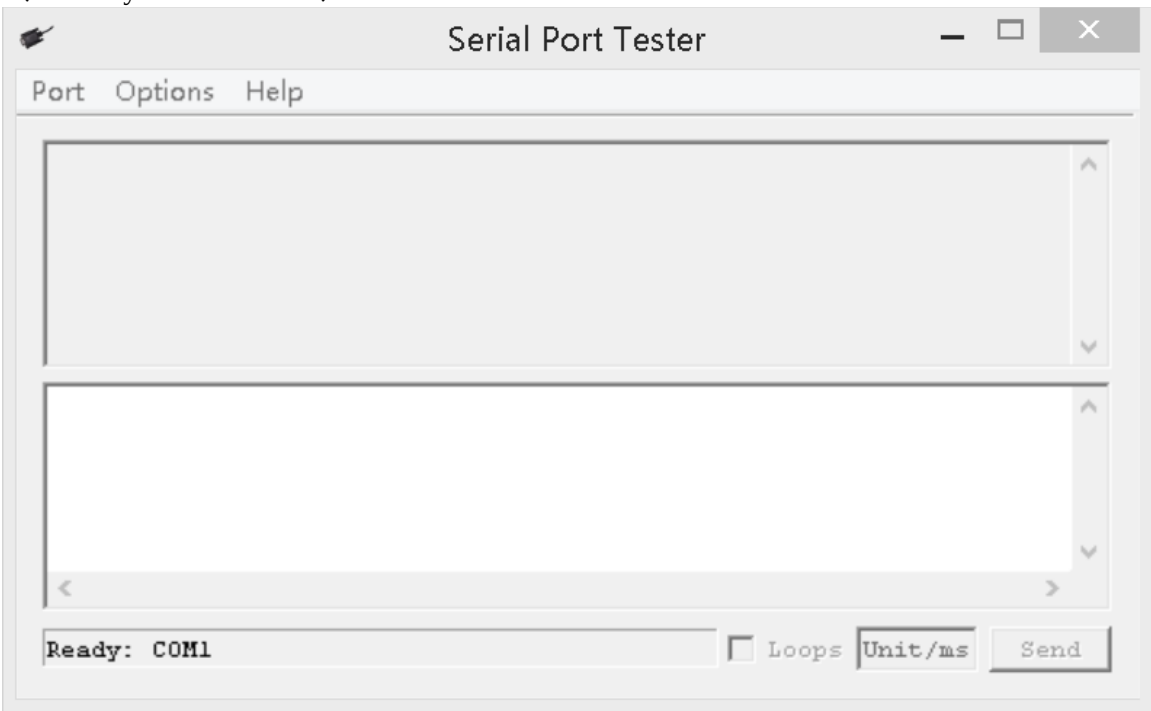 Serial Port Tester
Port Options Help
Ready: COM1 Loops Unit/ms Send